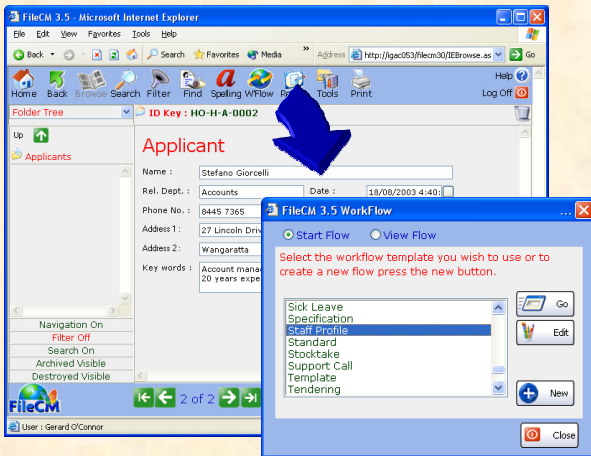 FileCM 3.5 - Microsoft Internet Explorer
File Edit View Favorites Tools Help
Back Search Favorites Media » Address http://igac053/filecm30/IEBrowse.as Go
Home Back Browse Search Filter Find Spelling WFlow Tools Print
Help
Log Off
Folder Tree
ID Key : HO-H-A-0002
Up
Applicants
Applicant
Name : Stefano Giorcelli
Rel. Dept. : Accounts Date : 18/08/2003 4:40:
Phone No. : 8445 7365
Address 1 : 27 Lincoln Driv
Address 2 : Wangaratta
Key words : Account mana
20 years expe
Navigation On
Filter Off
Search On
Archived Visible
Destroyed Visible
FileCM
2 of 2
User : Gerard O'Connor
FileCM 3.5 WorkFlow ...
Start Flow View Flow
Select the workflow template you wish to use or to
create a new flow press the new button.
Sick Leave
Specification
Staff Profile
Standard
Stocktake
Support Call
Template
Tendering
Go
Edit
New
Close